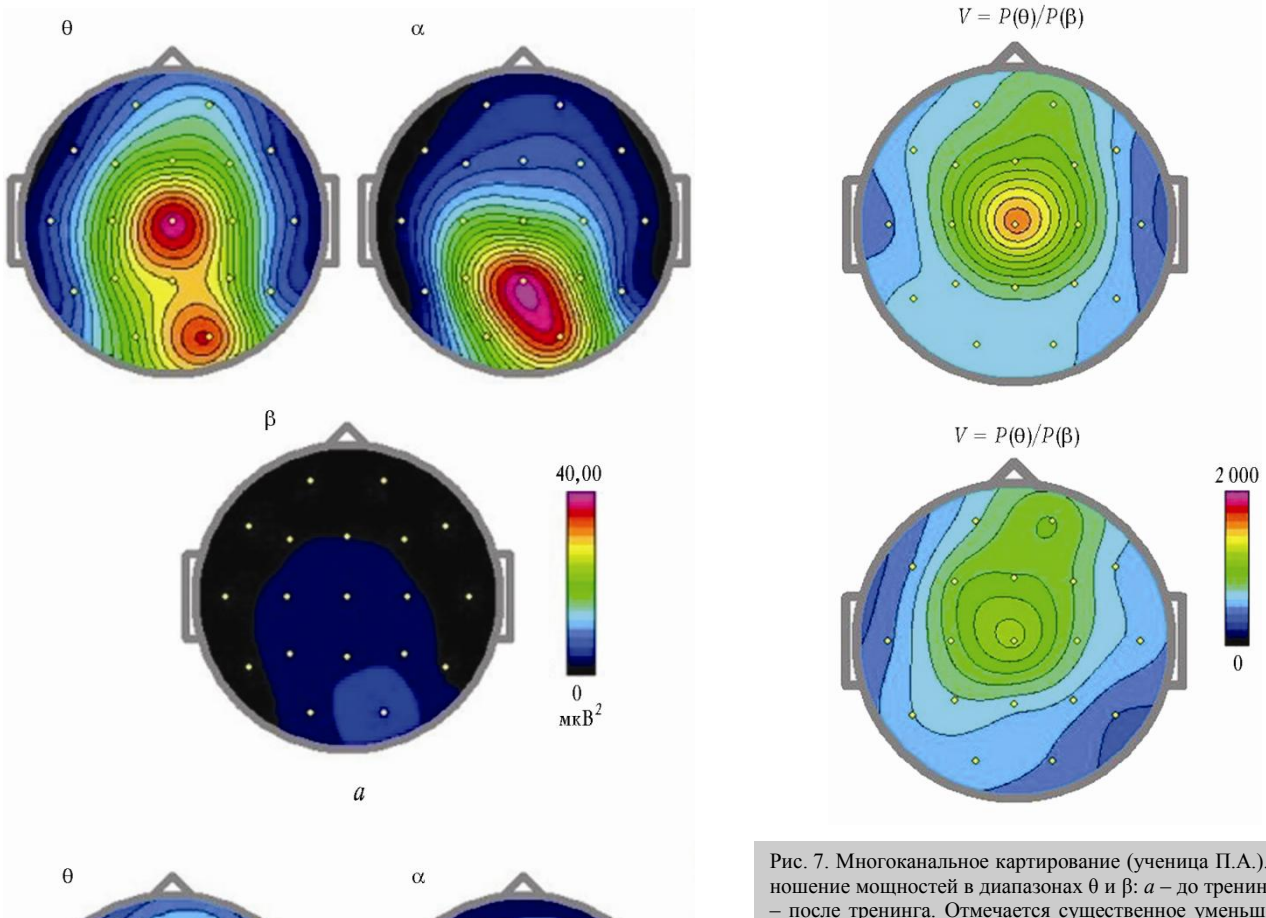 θ
α
β
40,00
0
мкВ²
a
θ
α
V = P(θ)/P(β)
V = P(θ)/P(β)
2 000
0
Рис. 7. Многоканальное картирование (ученица П.А.).
ношение мощностей в диапазонах θ и β: а – до тренин
– после тренинга. Отмечается существенное уменьш